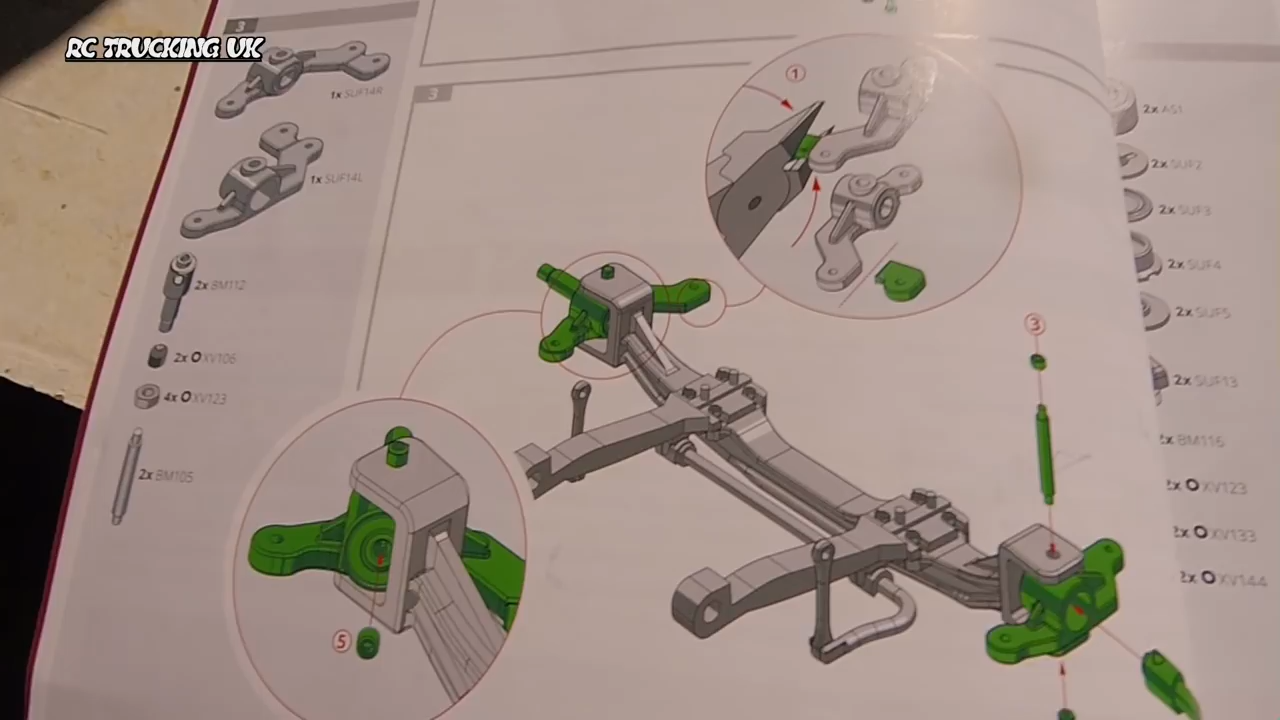 RC TRUCKING UK
3
1x SUF14R
1x SUF14L
2x BM112
2x XV106
4x XV123
2x BM105
3
1
3
5
2x AS1
2x SUF2
2x SUF3
2x SUF4
2x SUF5
2x SUF13
2x BM116
2x XV123
2x XV133
2x XV144